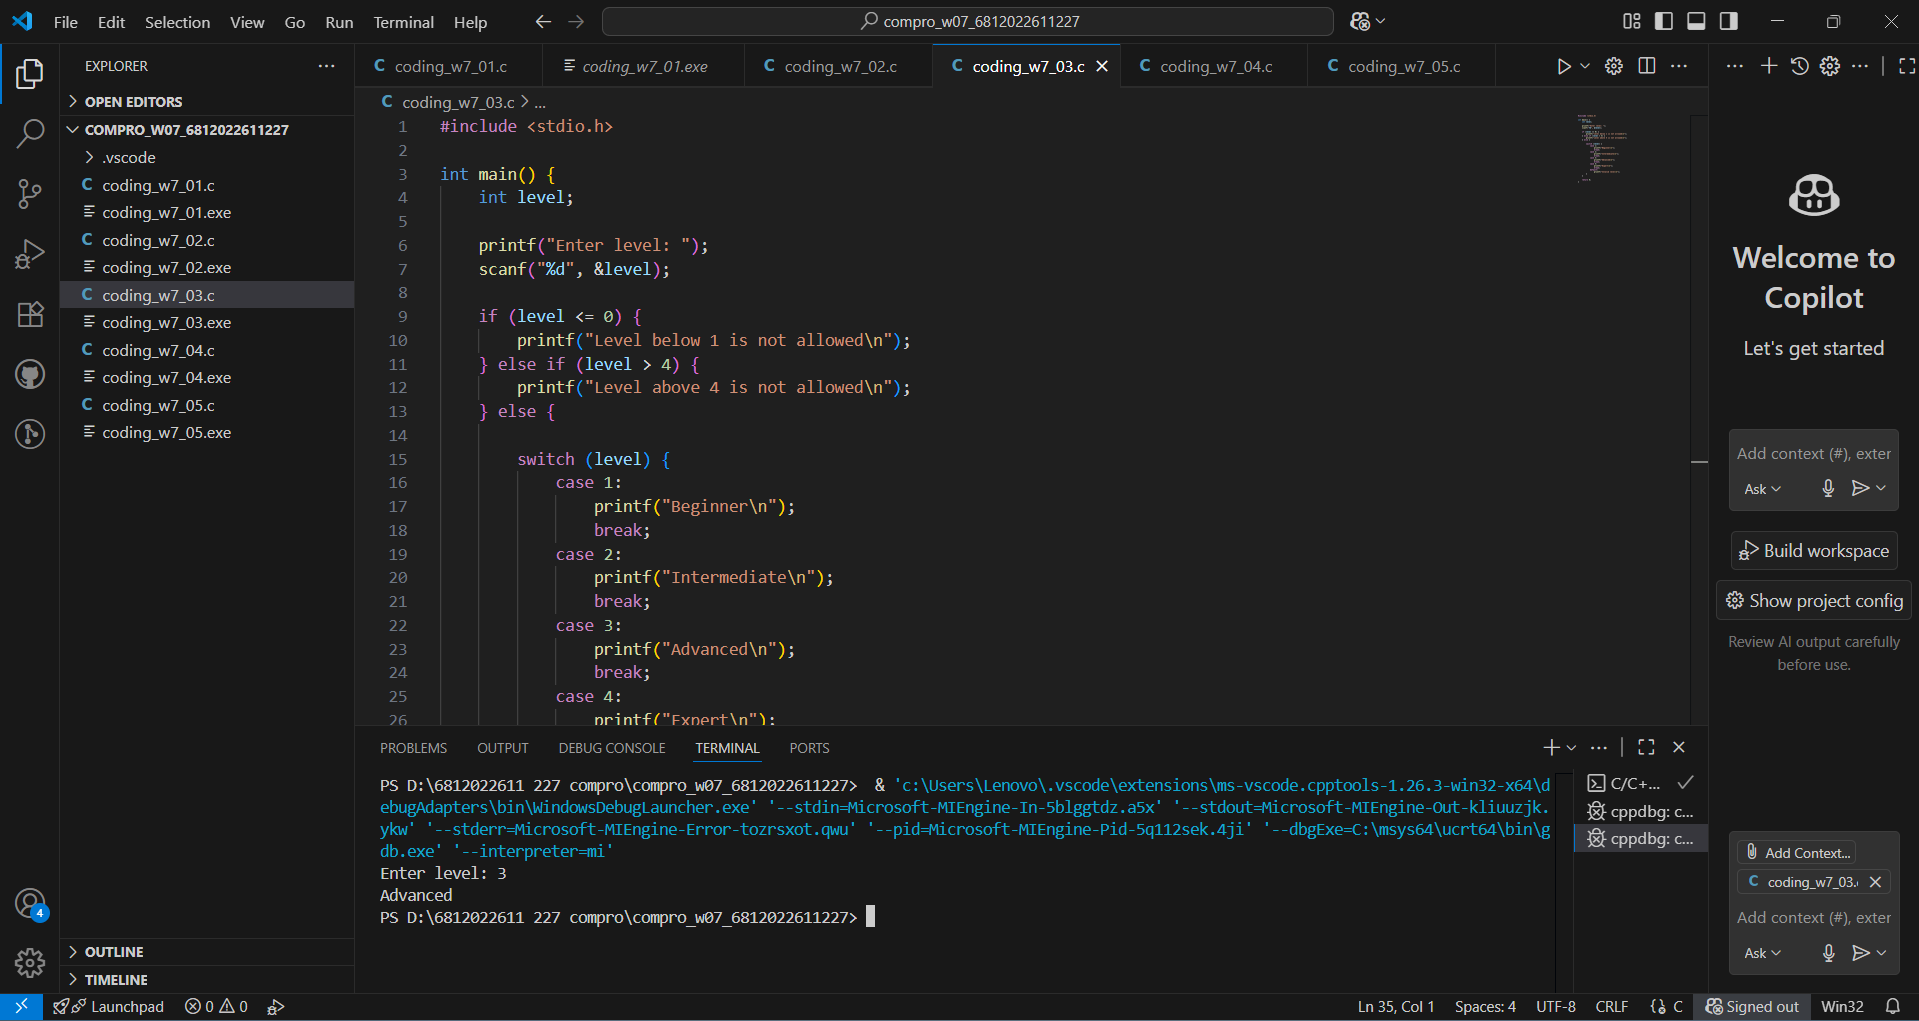 File Edit Selection View Go Run Terminal Help
compro_w07_6812022611227
EXPLORER
OPEN EDITORS
COMPRO_W07_6812022611227
.vscode
C coding_w7_01.c
coding_w7_01.exe
C coding_w7_02.c
coding_w7_02.exe
C coding_w7_03.c
coding_w7_03.exe
C coding_w7_04.c
coding_w7_04.exe
C coding_w7_05.c
coding_w7_05.exe
OUTLINE
TIMELINE
4
C coding_w7_01.c coding_w7_01.exe C coding_w7_02.c C coding_w7_03.c C coding_w7_04.c C coding_w7_05.c
C coding_w7_03.c > ...
1 #include <stdio.h>
2
3 int main() {
4 int level;
5
6 printf("Enter level: ");
7 scanf("%d", &level);
8
9 if (level <= 0) {
10 printf("Level below 1 is not allowed\n");
11 } else if (level > 4) {
12 printf("Level above 4 is not allowed\n");
13 } else {
14
15 switch (level) {
16 case 1:
17 printf("Beginner\n");
18 break;
19 case 2:
20 printf("Intermediate\n");
21 break;
22 case 3:
23 printf("Advanced\n");
24 break;
25 case 4:
26 printf("Expert\n");
PROBLEMS OUTPUT DEBUG CONSOLE TERMINAL PORTS
PS D:\6812022611 227 compro\compro_w07_6812022611227> & 'c:\Users\Lenovo\.vscode\extensions\ms-vscode.cpptools-1.26.3-win32-x64\d
ebugAdapters\bin\WindowsDebugLauncher.exe' '--stdin=Microsoft-MIEngine-In-5blggtdz.a5x' '--stdout=Microsoft-MIEngine-Out-kliuuzjk.
ykw' '--stderr=Microsoft-MIEngine-Error-tozrsxot.qwu' '--pid=Microsoft-MIEngine-Pid-5q112sek.4ji' '--dbgExe=C:\msys64\ucrt64\bin\g
db.exe' '--interpreter=mi'
Enter level: 3
Advanced
PS D:\6812022611 227 compro\compro_w07_6812022611227>
C/C+...
cppdbg: c...
cppdbg: c...
Welcome to
Copilot
Let's get started
Add context (#), exter
Ask
Build workspace
Show project config
Review AI output carefully
before use.
Add Context...
C coding_w7_03.
Add context (#), exter
Ask
Launchpad 0 0 Ln 35, Col 1 Spaces: 4 UTF-8 CRLF {} C Signed out Win32